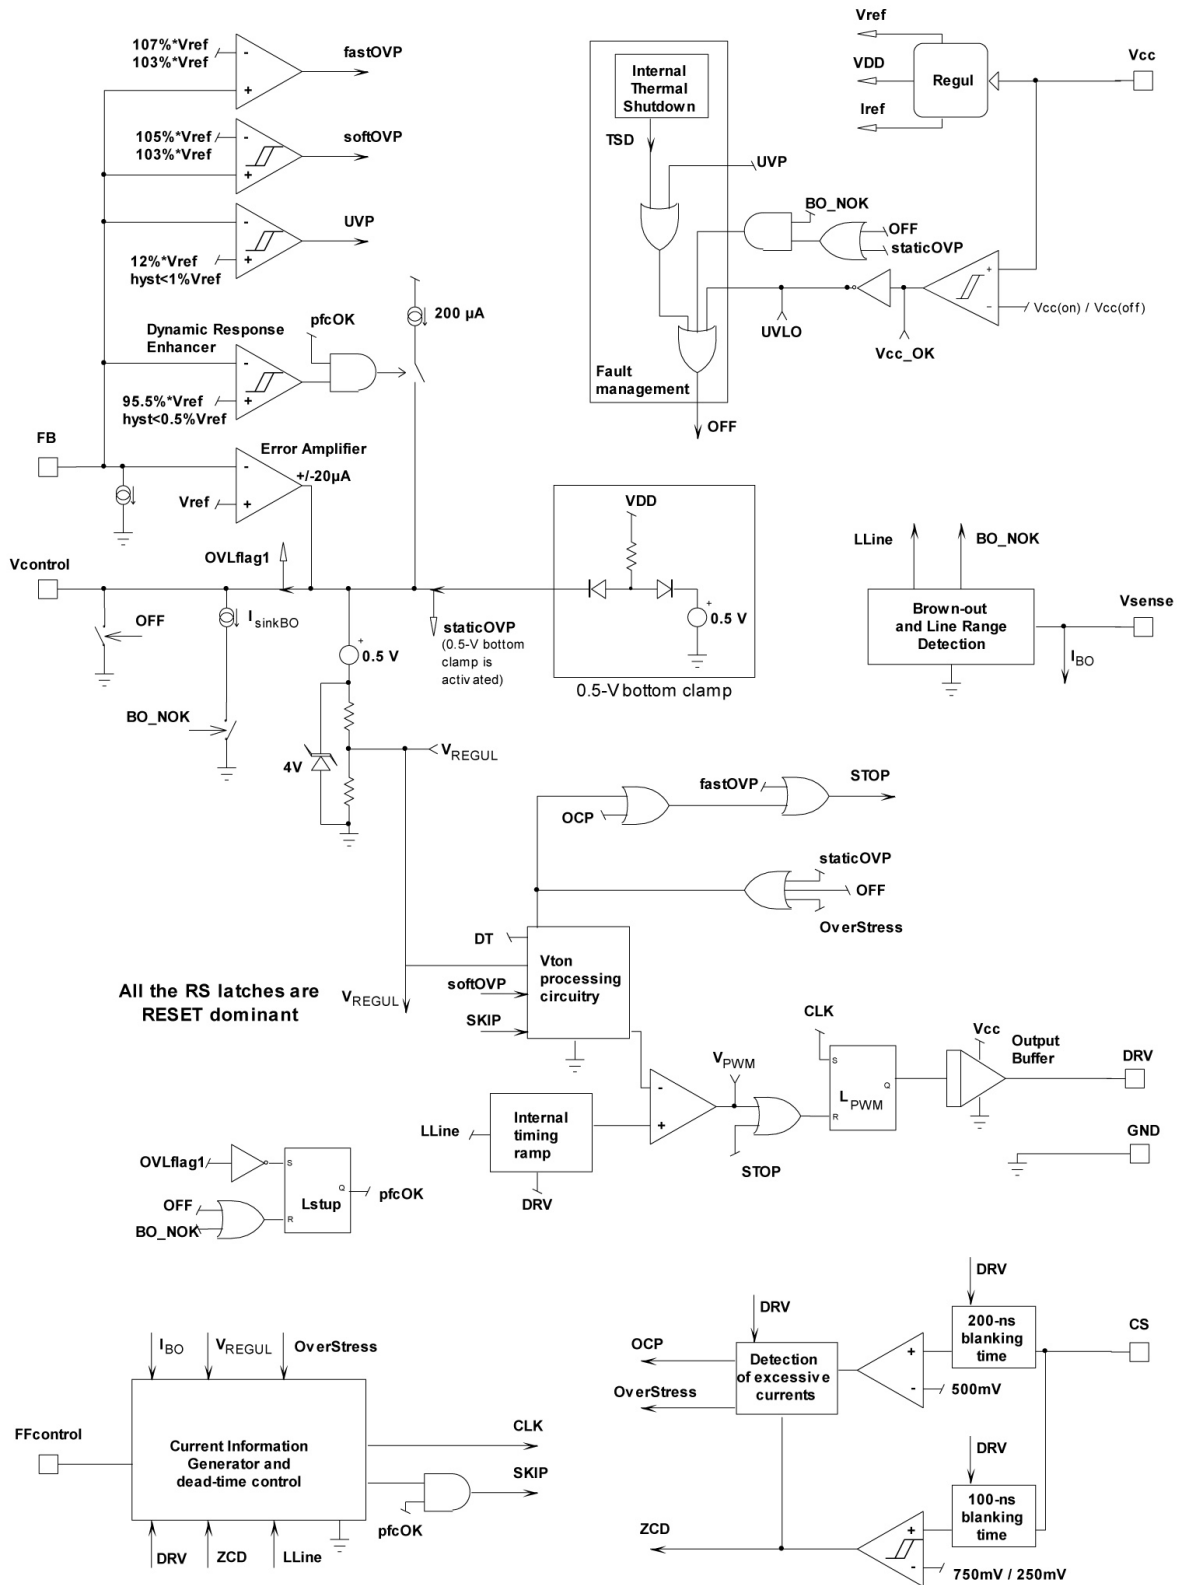 107%*Vref
103%*Vref
-
+
fastOVP
105%*Vref
103%*Vref
-
+
softOVP
-
+
UVP
12%*Vref
hyst<1%Vref
Dynamic Response
Enhancer
pfcOK
200 µA
-
+
95.5%*Vref
hyst<0.5%Vref
FB
Error Amplifier
+/-20µA
-
+
Vref
Internal
Thermal
Shutdown
TSD
UVP
BO_NOK
OFF
staticOVP
UVLO
Vcc_OK
Fault
management
OFF
Vref
VDD
Iref
Regul
Vcc
+
-
Vcc(on) / Vcc(off)
Vcontrol
OVLflag1
OFF
I sinkBO
BO_NOK
+
0.5 V
4V
VREGUL
staticOVP
(0.5-V bottom
clamp is
activated)
VDD
+
0.5 V
0.5-V bottom clamp
LLine
BO_NOK
Brown-out
and Line Range
Detection
Vsense
IBO
fastOVP
STOP
OCP
staticOVP
OFF
OverStress
DT
softOVP
SKIP
Vton
processing
circuitry
VREGUL
All the RS latches are
RESET dominant
-
+
VPWM
STOP
LLine
Internal
timing
ramp
DRV
CLK
S
R
Q
LPWM
Vcc
Output
Buffer
DRV
GND
OVLflag1
OFF
BO_NOK
S
R
Q
Lstup
pfcOK
IBO
VREGUL
OverStress
FFcontrol
Current Information
Generator and
dead-time control
CLK
SKIP
pfcOK
DRV
ZCD
LLine
DRV
OCP
OverStress
Detection
of excessive
currents
+
-
500mV
DRV
200-ns
blanking
time
CS
DRV
100-ns
blanking
time
ZCD
+
-
750mV / 250mV